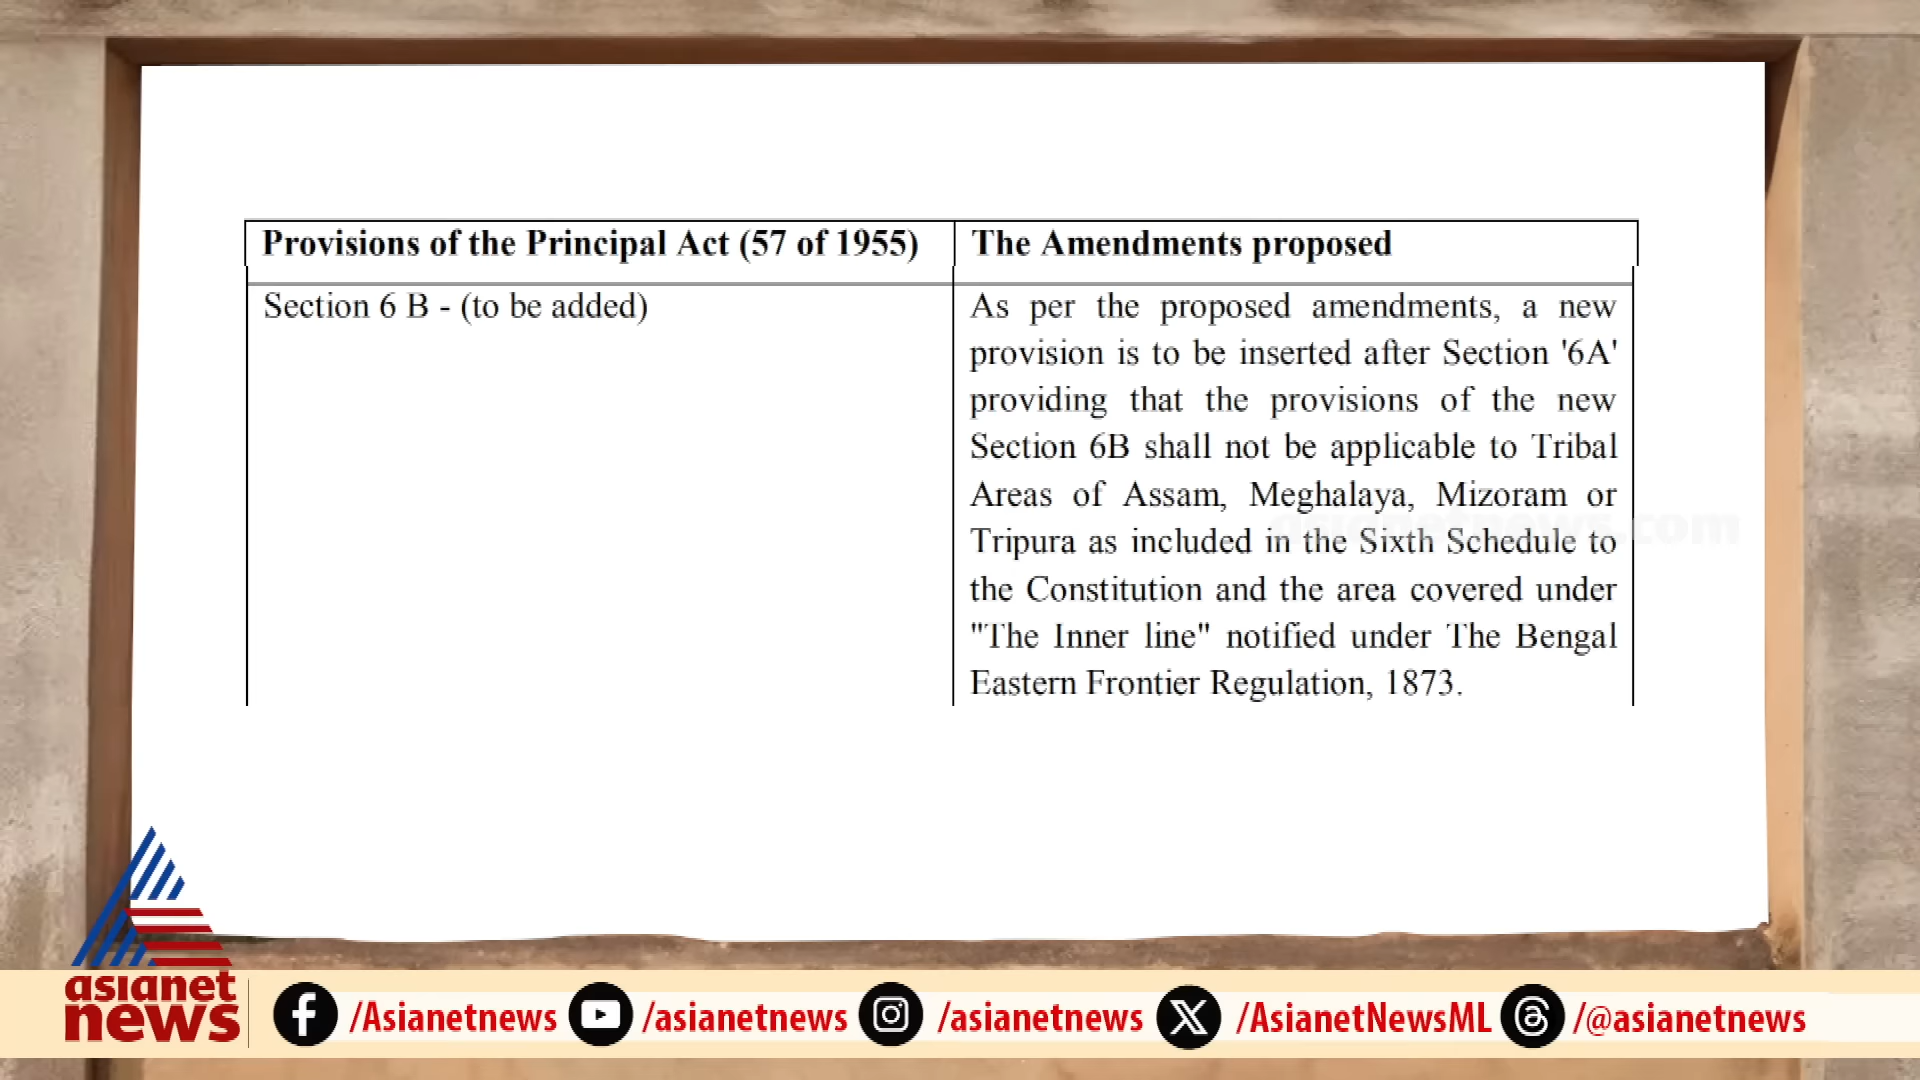 Provisions of the Principal Act (57 of 1955)
The Amendments proposed
Section 6 B - (to be added)
As per the proposed amendments, a new
provision is to be inserted after Section '6A'
providing that the provisions of the new
Section 6B shall not be applicable to Tribal
Areas of Assam, Meghalaya, Mizoram or
Tripura as included in the Sixth Schedule to
the Constitution and the area covered under
"The Inner line" notified under The Bengal
Eastern Frontier Regulation, 1873.
asianetnews.com
asianet
news
/Asianetnews
/asianetnews
/asianetnews
/AsianetNewsML
/@asianetnews